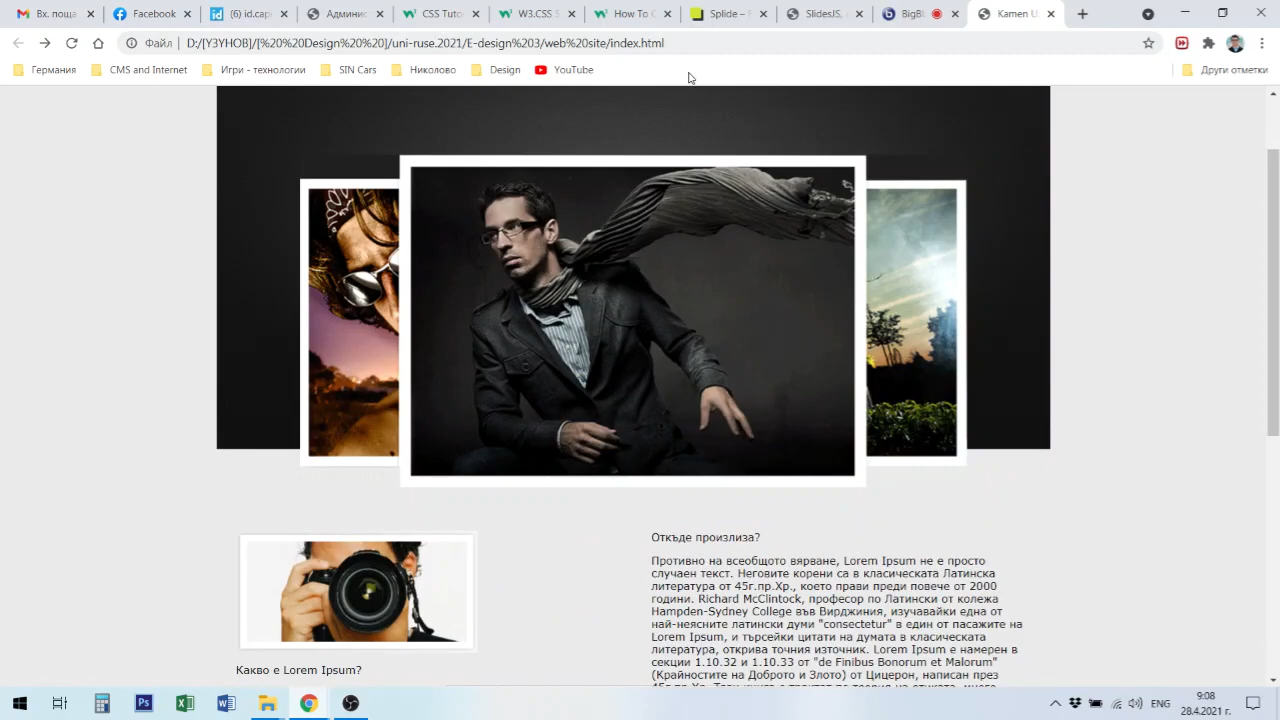 Вх. поща
Facebook
(6) id.cape
Админис
CSS Tuto
W3.CSS S
How To C
Splide – F
SlidesJS, c
BigBl
Kamen U
Файл
D:/[УЗУНОВ]/[%20%20Design%20%20]/uni-ruse.2021/E-design%203/web%20site/index.html
Германия
CMS and Internet
Игри - технологии
SIN Cars
Николово
Design
YouTube
Други отметки
Какво е Lorem Ipsum?
Откъде произлиза?
Противно на всеобщото вярване, Lorem Ipsum не е просто
случаен текст. Неговите корени са в класическата Латинска
литература от 45г.пр.Хр., което прави преди повече от 2000
години. Richard McClintock, професор по Латински от колежа
Hampden-Sydney College във Вирджиния, изучавайки една от
най-неясните латински думи "consectetur" в един от пасажите на
Lorem Ipsum, и търсейки цитати на думата в класическата
литература, открива точния източник. Lorem Ipsum е намерен в
секции 1.10.32 и 1.10.33 от "de Finibus Bonorum et Malorum"
(Крайностите на Доброто и Злото) от Цицерон, написан през
ENG
9:08
28.4.2021 г.